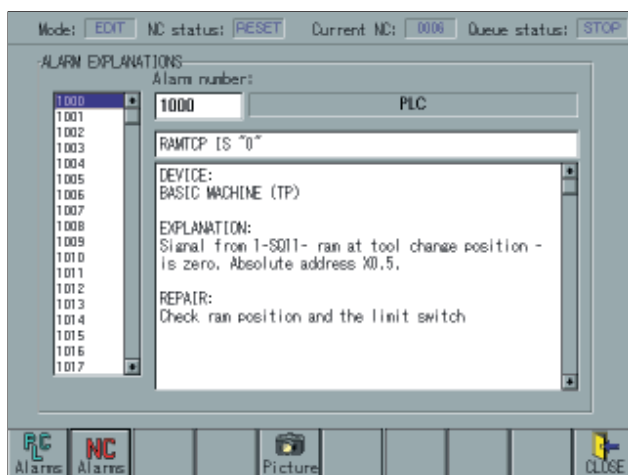 Mode: EDIT NC status: RESET Current NC: 0006 Queue status: STOP
ALARM EXPLANATIONS
Alarm number:
1000 PLC
1000
1001
1002
1003
1004
1005
1006
1007
1008
1009
1010
1011
1012
1013
1014
1015
1016
1017
RAMTCP IS "0"
DEVICE:
BASIC MACHINE (TP)
EXPLANATION:
Signal from 1-SQ11- ram at tool change position -
is zero. Absolute address X0.5.
REPAIR:
Check ram position and the limit switch
PLC
Alarms
NC
Alarms
Picture
CLOSE